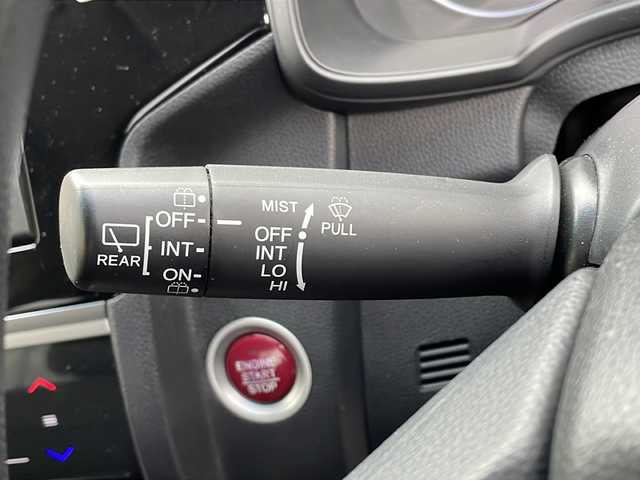 REAR
OFF
INT
ON
MIST
OFF
INT
LO
HI
PULL
ENGINE
START
STOP